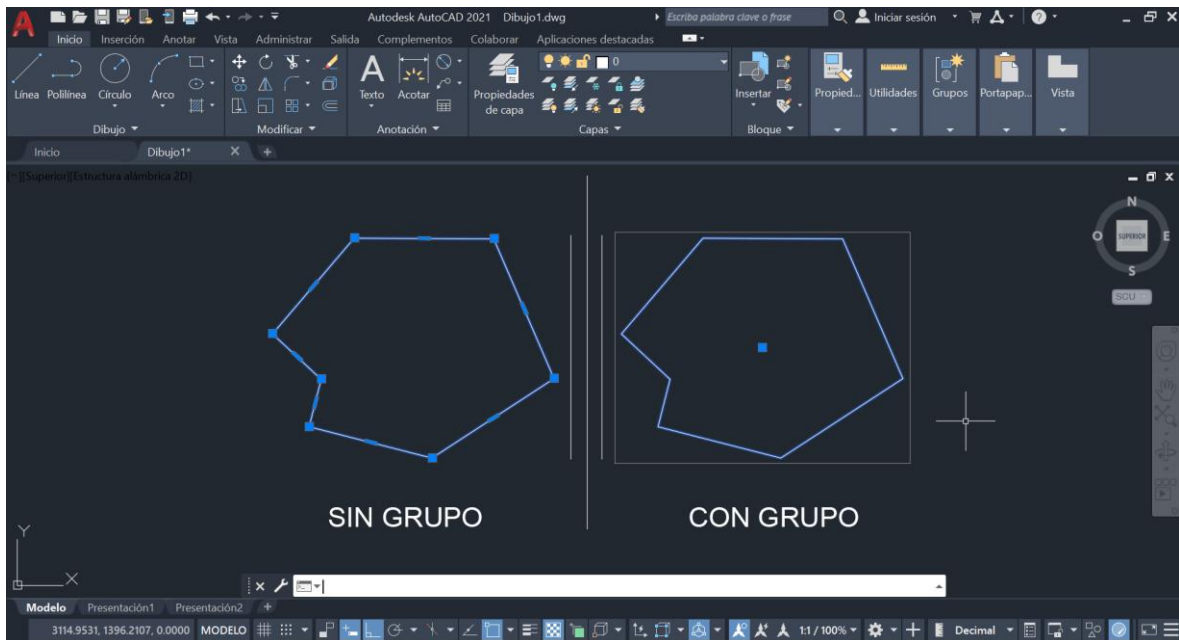 Autodesk AutoCAD 2021 Dibujo1.dwg
Escriba palabra clave o frase
Iniciar sesión
Inicio Inserción Anotar Vista Administrar Salida Complementos Colaborar Aplicaciones destacadas
A
0
Línea Polilínea Círculo Arco
Texto Acotar
Propiedades de capa
Insertar
Propied... Utilidades Grupos Portapap... Vista
Dibujo Modificar Anotación Capas Bloque
Inicio Dibujo1* X +
[-][Superior][Estructura alámbrica 2D]
N
O SUPERIOR E
S
SCU
SIN GRUPO CON GRUPO
Y
X
Modelo Presentación1 Presentación2 +
3114.9531, 1396.2107, 0.0000 MODELO 1:1 / 100% Decimal